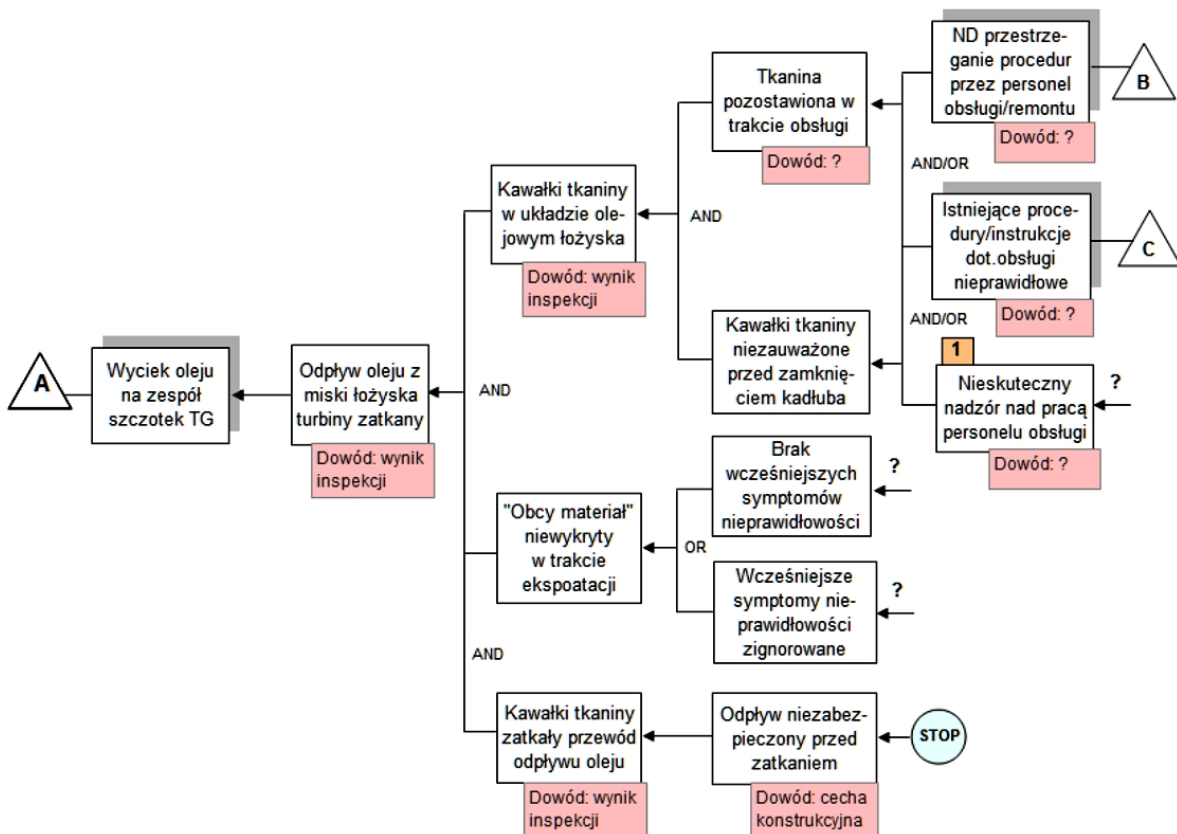 ND przestrze-
ganie procedur
przez personel
obsługi/remontu
B
Dowód: ?
Tkanina
pozostawiona w
trakcie obsługi
Dowód: ?
AND/OR
Kawałki tkaniny
w układzie ole-
jowym łożyska
Dowód: wynik
inspekcji
AND
Istniejące proce-
dury/instrukcje
dot.obsługi
nieprawidłowe
C
Dowód: ?
AND/OR
Kawałki tkaniny
niezauważone
przed zamknię-
ciem kadłuba
1
Nieskuteczny
nadzór nad pracą
personelu obsługi
?
Dowód: ?
A
Wyciek oleju
na zespół
szczotek TG
Odpływ oleju z
miski łożyska
turbiny zatkany
Dowód: wynik
inspekcji
AND
Brak
wcześniejszych
symptomów
nieprawidłowości
?
"Obcy materiał"
niewykryty
w trakcie
ekspoatacji
OR
Wcześniejsze
symptomy nie-
prawidłowości
zignorowane
?
AND
Kawałki tkaniny
zatkały przewód
odpływu oleju
Dowód: wynik
inspekcji
Odpływ niezabez-
pieczony przed
zatkaniem
Dowód: cecha
konstrukcyjna
STOP